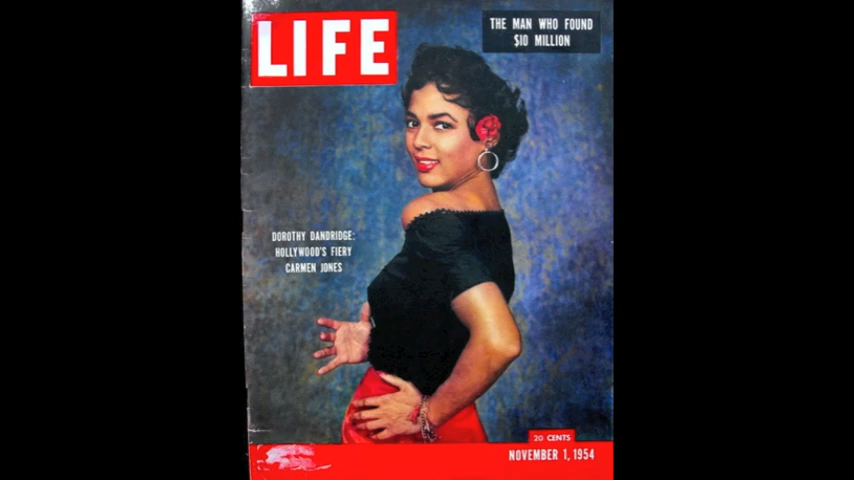 LIFE
THE MAN WHO FOUND
$10 MILLION
DOROTHY DANDRIDGE:
HOLLYWOOD'S FIERY
CARMEN JONES
20 CENTS
NOVEMBER 1, 1954